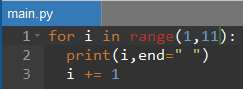 main.py
1 for i in range(1,11):
2     print(i,end=" ")
3     i += 1